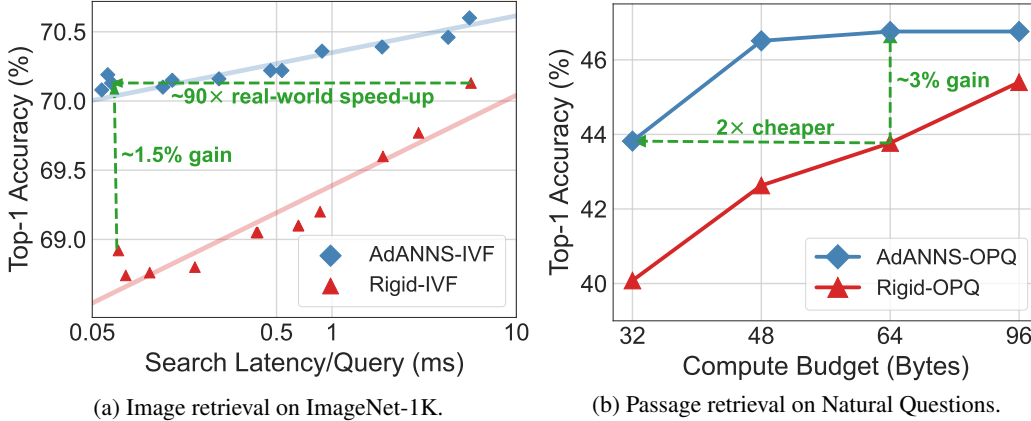 70.5
70.0
69.5
69.0
Top-1 Accuracy (%)
~90× real-world speed-up
~1.5% gain
AdANNS-IVF
Rigid-IVF
0.05
0.5
1
10
Search Latency/Query (ms)
(a) Image retrieval on ImageNet-1K.
46
44
42
40
Top-1 Accuracy (%)
~3% gain
2× cheaper
AdANNS-OPQ
Rigid-OPQ
32
48
64
96
Compute Budget (Bytes)
(b) Passage retrieval on Natural Questions.